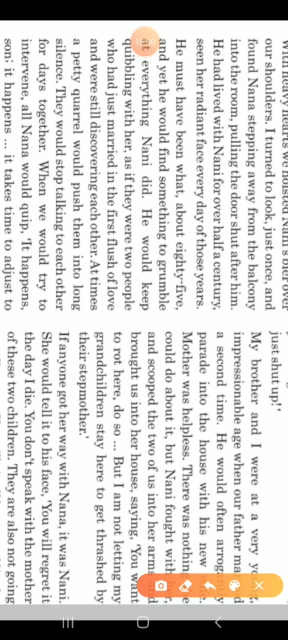 With heavy hearts we hoisted Nani's bier over
our shoulders. I turned to look, just once, and
found Nana stepping away from the balcony
into the room, pulling the door shut after him.
He had lived with Nani for over half a century,
seen her radiant face every day of those years.
He must have been what, about eighty-five,
and yet he would find something to grumble
at everything Nani did. He would keep
quibbling with her, as if they were two people
who had just married in the first flush of love
and were still discovering each other. At times
a petty quarrel would push them into long
silence. They would stop talking to each other
for days together. When we would try to
intervene, all Nana would quip, 'It happens,
son; it happens ... it takes time to adjust to
just shut up!'
My brother and I were at a very
impressionable age when our father
a second time. He would often
parade into the house with his new
Mother was helpless. There was
could do about it, but Nani fought with
and scooped the two of us into her arms
brought us into her house, saying, 'You want
to rot here, do so ... But I am not letting my
grandchildren stay here to get thrashed by
their stepmother.'
If anyone got her way with Nana, it was Nani.
She would tell it to his face, 'You will regret it
the day I die. You don't speak with the mother
of these two children. They are also not going